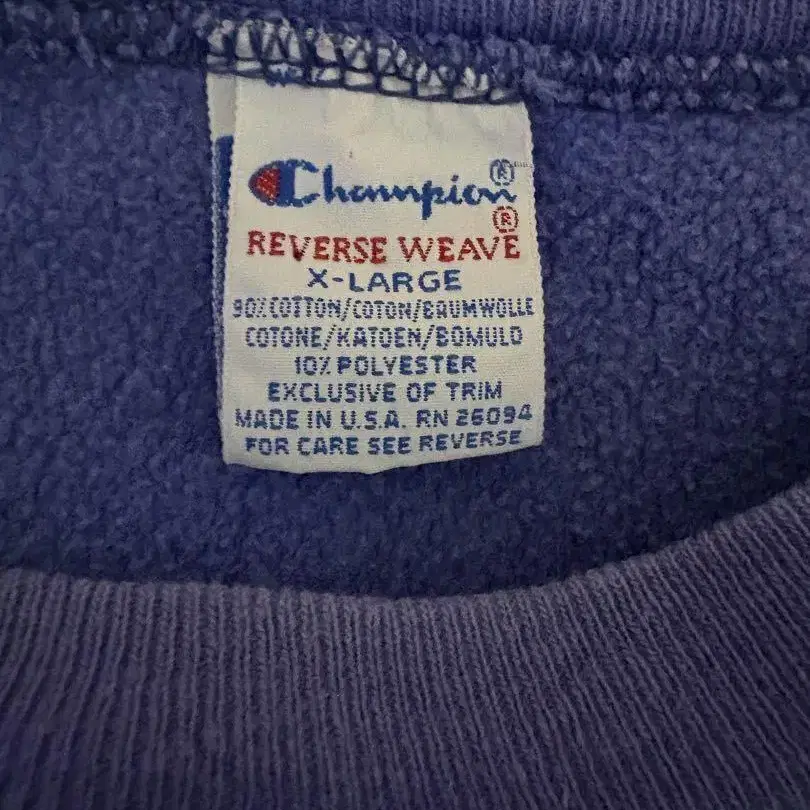 Champion®
REVERSE WEAVE®
X-LARGE
90% COTTON/COTON/BAUMWOLLE
COTONE/KATOEN/BOMULD
10% POLYESTER
EXCLUSIVE OF TRIM
MADE IN U.S.A. RN 26094
FOR CARE SEE REVERSE